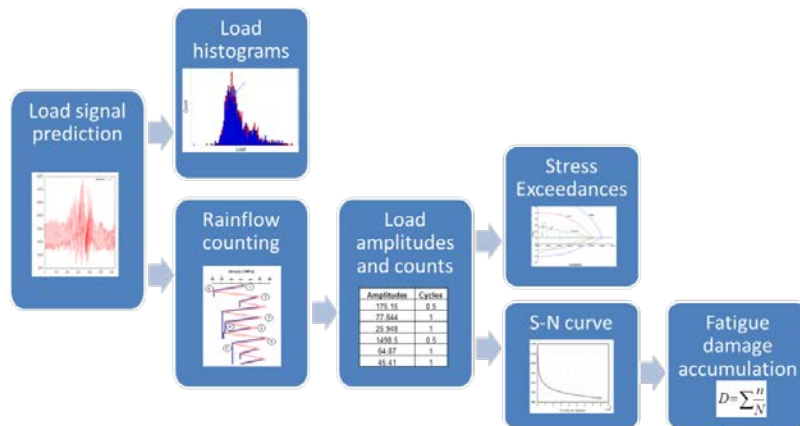 Load signal
prediction
Load
histograms
Count
Load
Rainflow
counting
Load
amplitudes
and counts
Amplitudes Cycles
175.15 0.5
77.844 1
25.948 1
1498.5 0.5
64.87 1
45.41 1
Stress
Exceedances
S-N curve
Fatigue
damage
accumulation
D=∑n/N